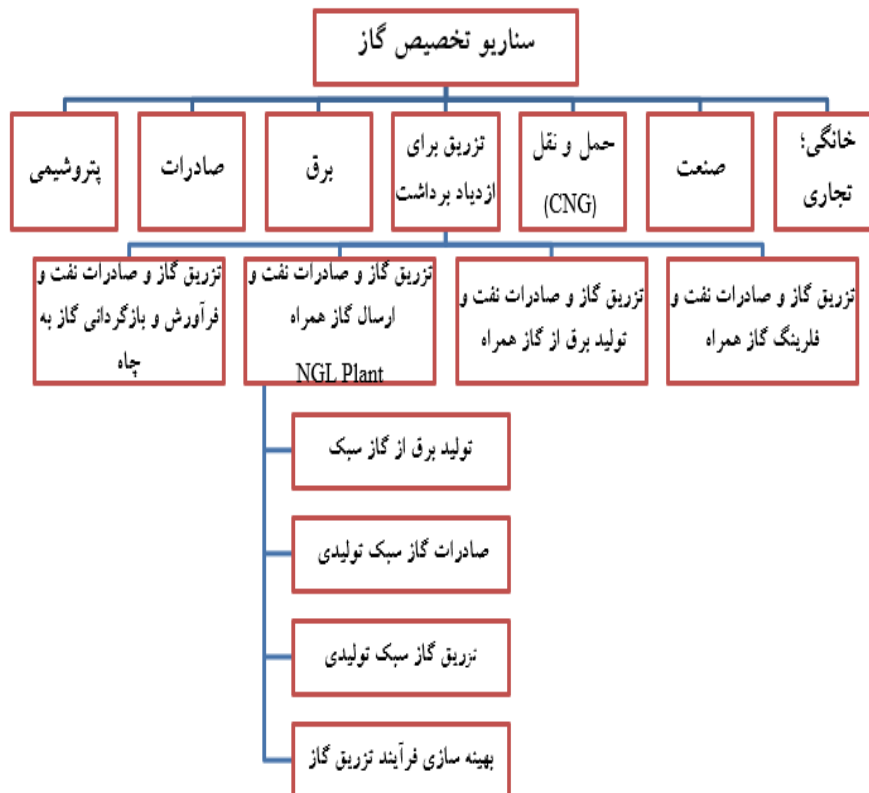 سناریو تخصیص گاز
خانگی؛
تجاری
صنعت
حمل و نقل
(CNG)
تزریق برای
ازدیاد برداشت
برق
صادرات
پتروشیمی
تزریق گاز و صادرات نفت و
فلرینگ گاز همراه
تزریق گاز و صادرات نفت و
تولید برق از گاز همراه
تزریق گاز و صادرات نفت و
ارسال گاز همراه
NGL Plant
تزریق گاز و صادرات نفت و
فرآورش و بازگردانی گاز به
چاه
تولید برق از گاز سبک
صادرات گاز سبک تولیدی
تزریق گاز سبک تولیدی
بهینه سازی فرآیند تزریق گاز